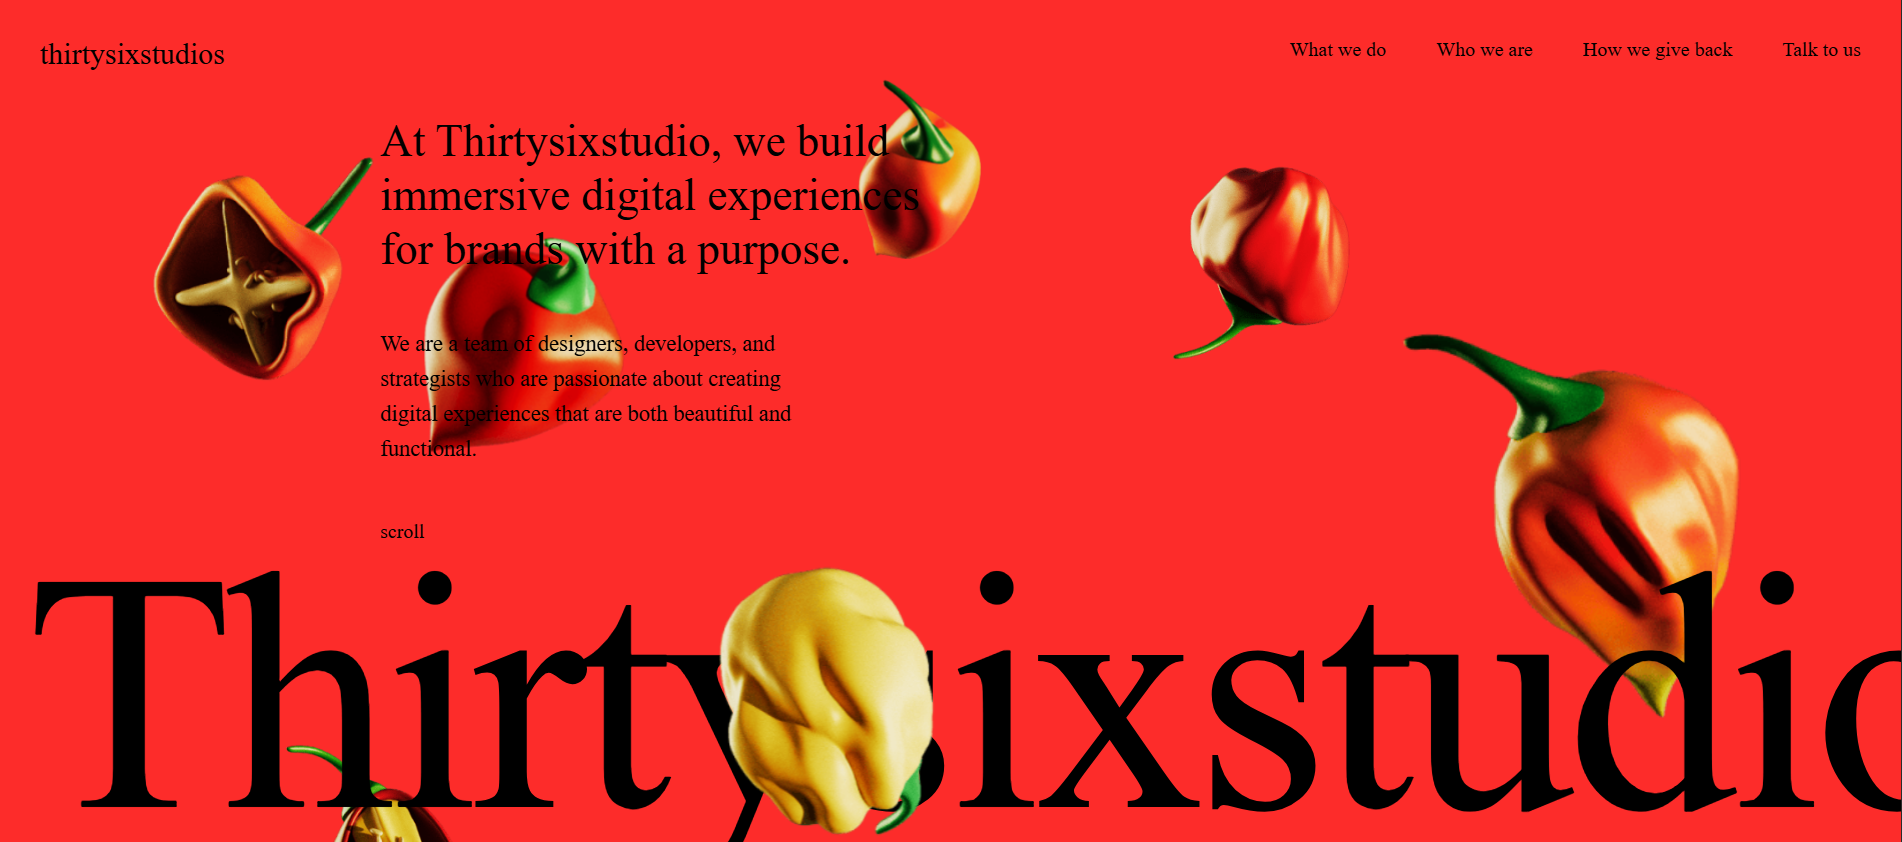 thirtysixstudios
What we do
Who we are
How we give back
Talk to us
At Thirtysixstudio, we build
immersive digital experiences
for brands with a purpose.
We are a team of designers, developers, and
strategists who are passionate about creating
digital experiences that are both beautiful and
functional.
scroll
Thirtysixstudio